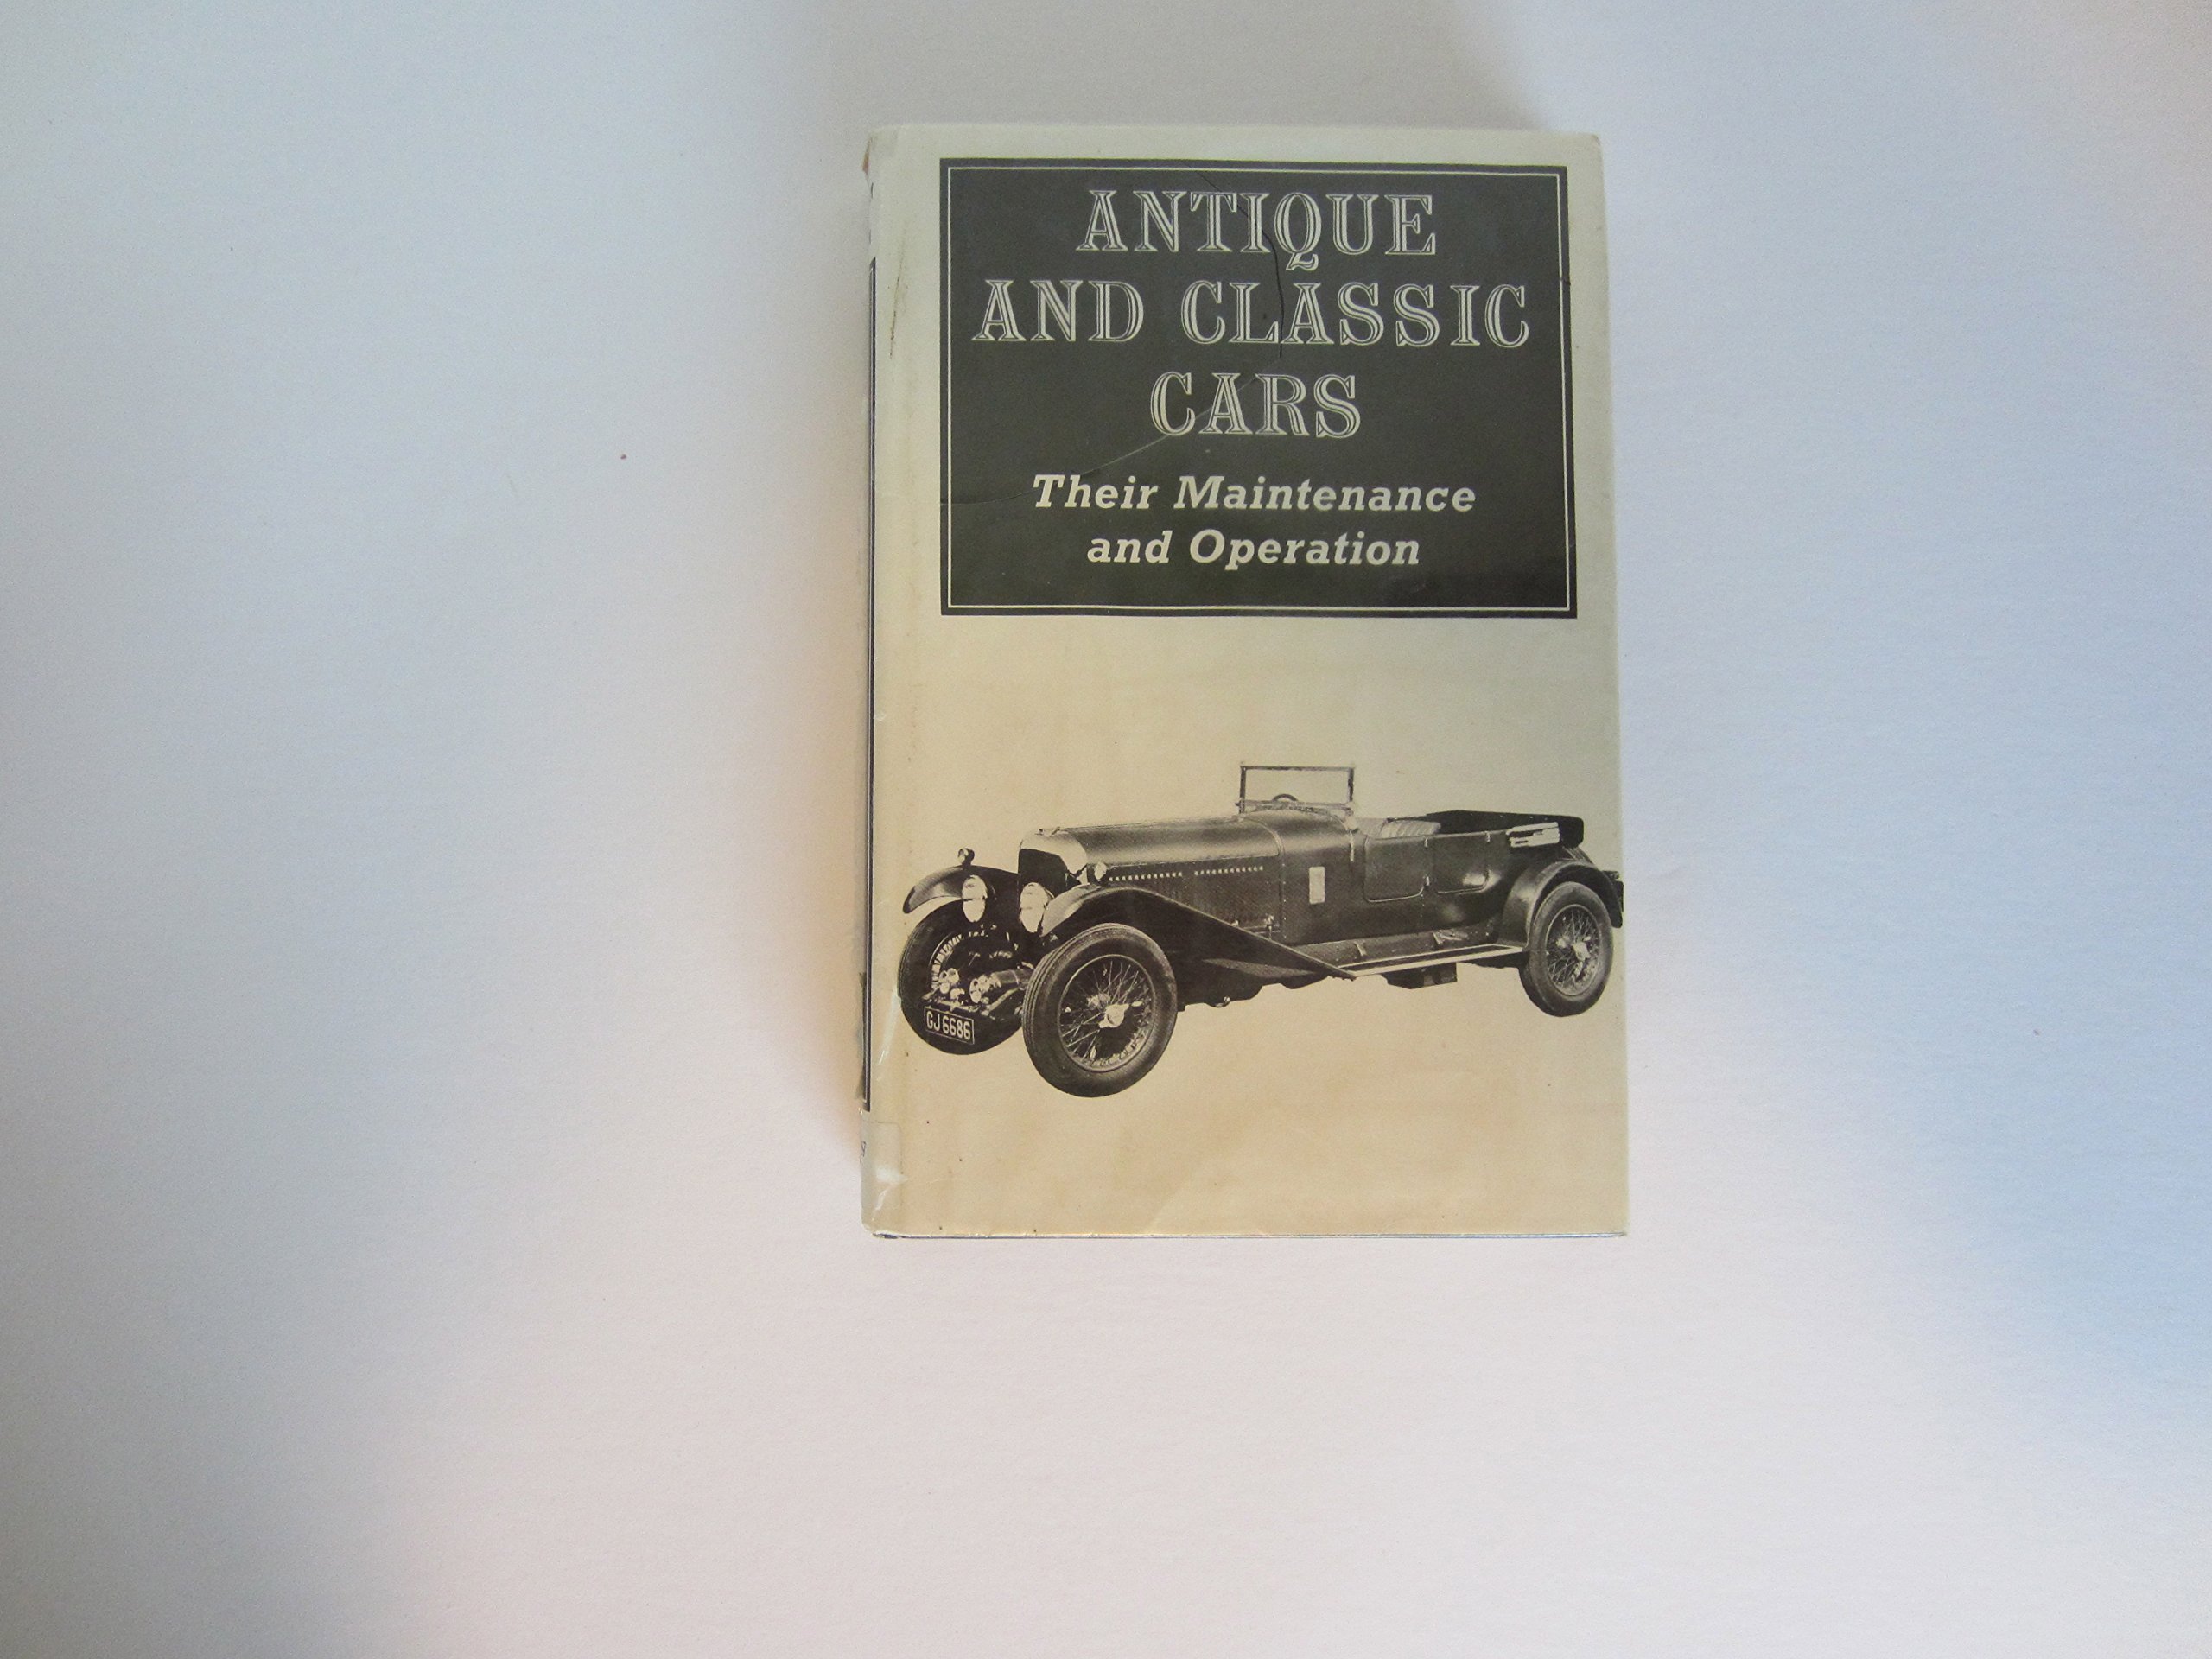 ANTIQUE
AND CLASSIC
CARS
Their Maintenance
and Operation
GJ 6686